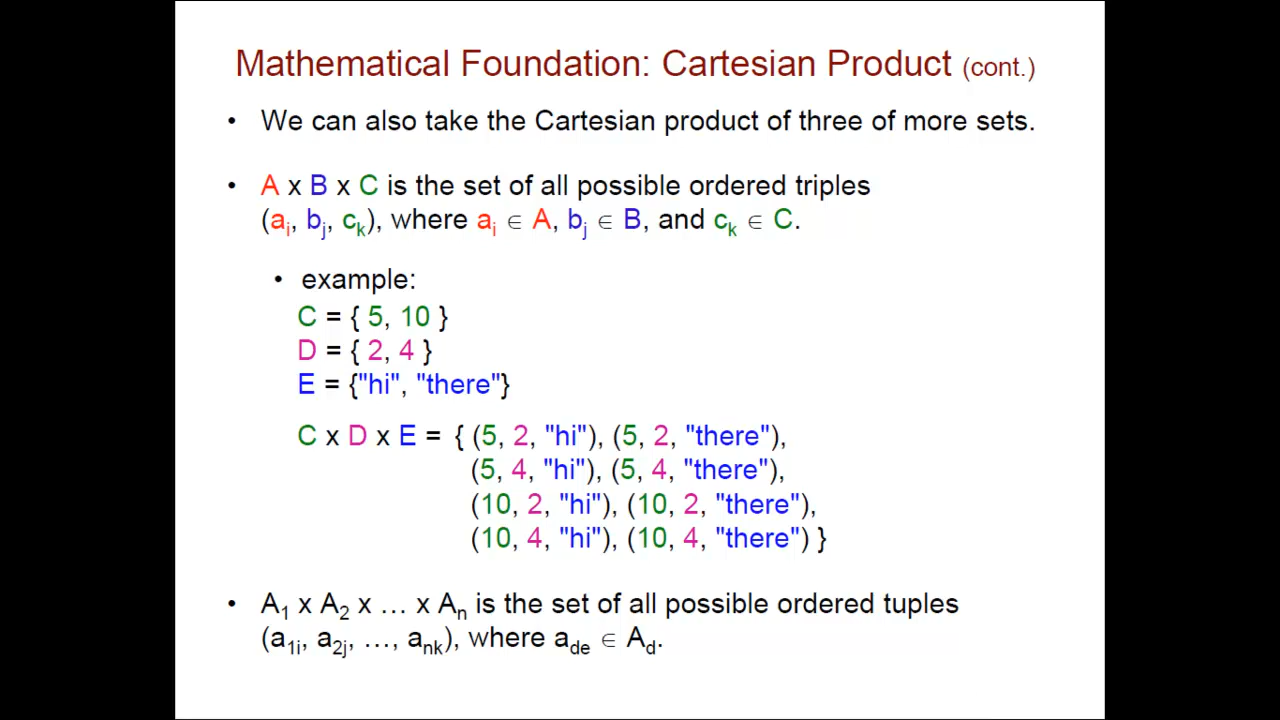 Mathematical Foundation: Cartesian Product (cont.)
• We can also take the Cartesian product of three of more sets.
• A x B x C is the set of all possible ordered triples
(aᵢ, bⱼ, cₖ), where aᵢ ∈ A, bⱼ ∈ B, and cₖ ∈ C.
• example:
C = { 5, 10 }
D = { 2, 4 }
E = {"hi", "there"}
C x D x E = { (5, 2, "hi"), (5, 2, "there"),
(5, 4, "hi"), (5, 4, "there"),
(10, 2, "hi"), (10, 2, "there"),
(10, 4, "hi"), (10, 4, "there") }
• A₁ x A₂ x … x Aₙ is the set of all possible ordered tuples
(a₁ᵢ, a₂ⱼ, …, aₙₖ), where a_de ∈ A_d.